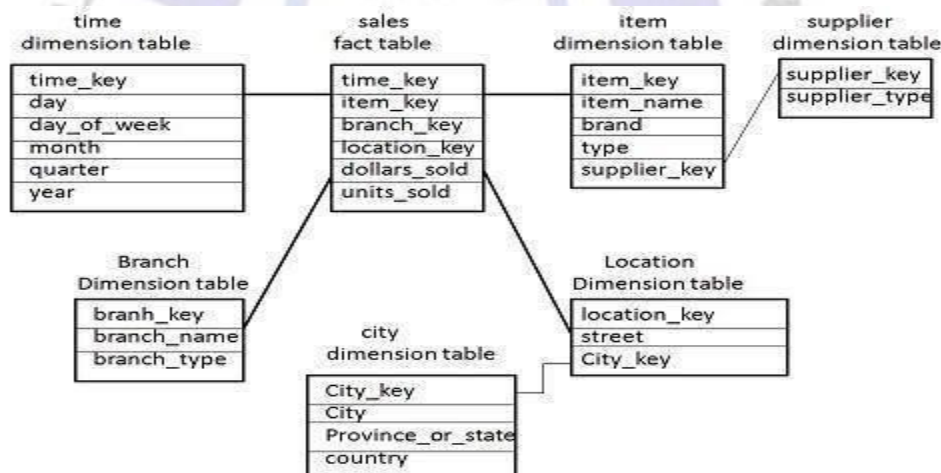 time
dimension table
time_key
day
day_of_week
month
quarter
year
sales
fact table
time_key
item_key
branch_key
location_key
dollars_sold
units_sold
item
dimension table
item_key
item_name
brand
type
supplier_key
supplier
dimension table
supplier_key
supplier_type
Branch
Dimension table
branh_key
branch_name
branch_type
city
dimension table
City_key
City
Province_or_state
country
Location
Dimension table
location_key
street
City_key